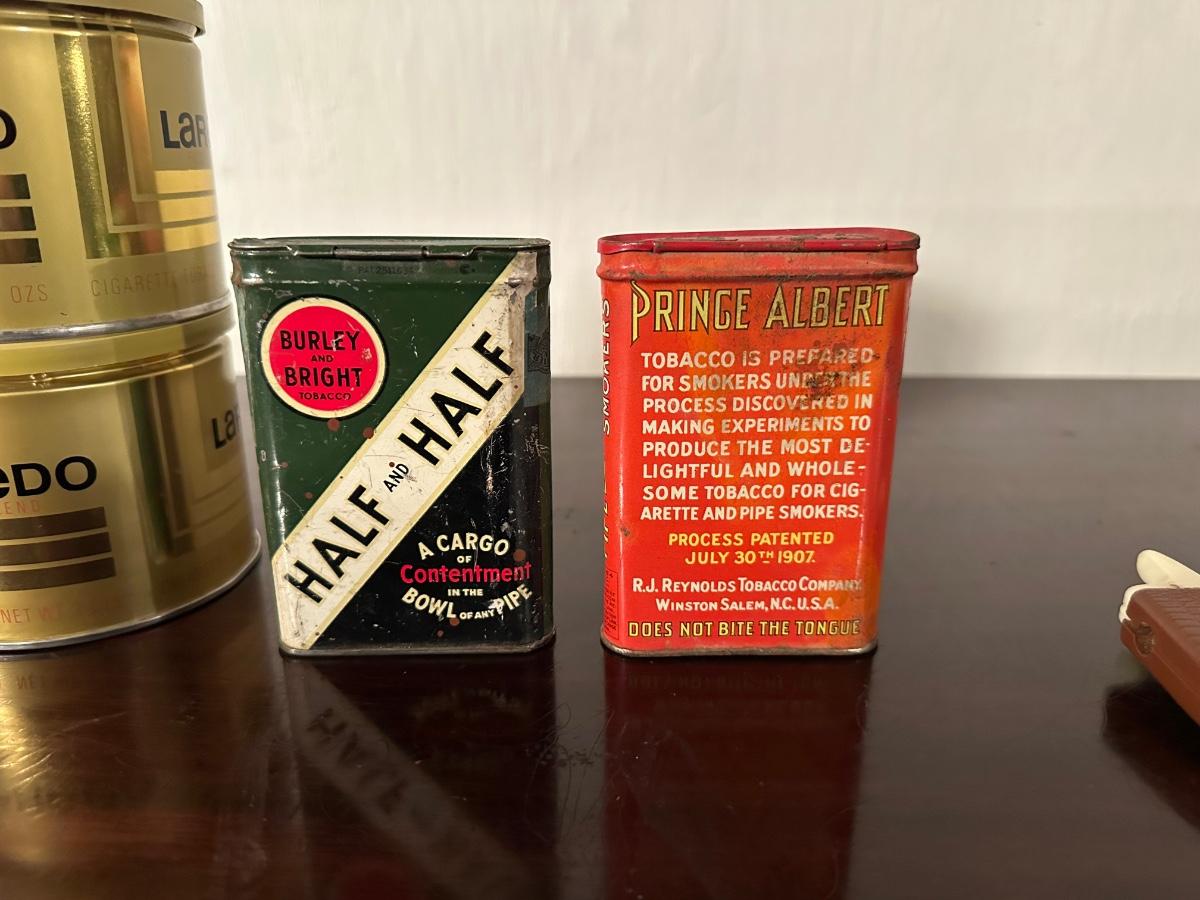 LaR
OZS
CIGARETTE
La
EDO
LEND
NET W
BURLEY
AND
BRIGHT
TOBACCO
HALF AND HALF
A CARGO
OF
Contentment
IN THE
BOWL OF ANY PIPE
SMOKERS
PRINCE ALBERT
TOBACCO IS PREPARED
FOR SMOKERS UNDER THE
PROCESS DISCOVERED IN
MAKING EXPERIMENTS TO
PRODUCE THE MOST DE-
LIGHTFUL AND WHOLE-
SOME TOBACCO FOR CIG-
ARETTE AND PIPE SMOKERS.
PROCESS PATENTED
JULY 30TH 1907.
R.J. REYNOLDS TOBACCO COMPANY
WINSTON SALEM, N.C. U.S.A.
DOES NOT BITE THE TONGUE